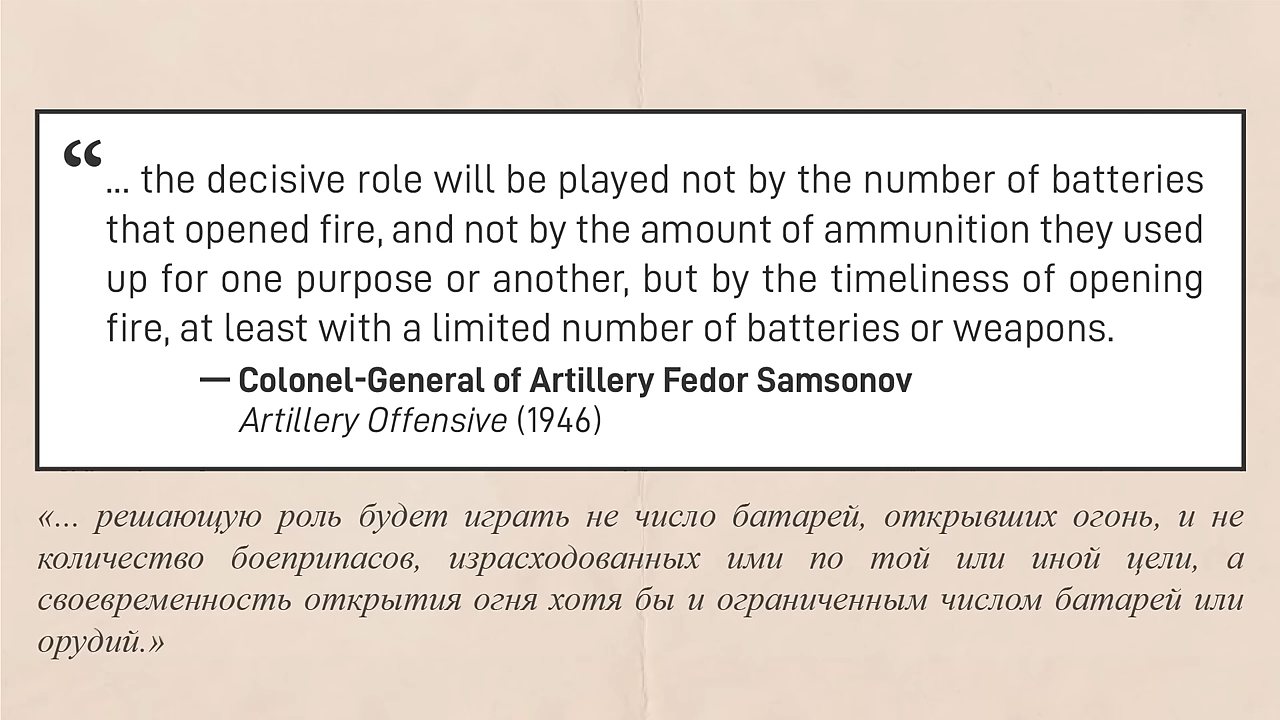 “... the decisive role will be played not by the number of batteries
that opened fire, and not by the amount of ammunition they used
up for one purpose or another, but by the timeliness of opening
fire, at least with a limited number of batteries or weapons.
— Colonel-General of Artillery Fedor Samsonov
Artillery Offensive (1946)
«... решающую роль будет играть не число батарей, открывших огонь, и не
количество боеприпасов, израсходованных ими по той или иной цели, а
своевременность открытия огня хотя бы и ограниченным числом батарей или
орудий.»